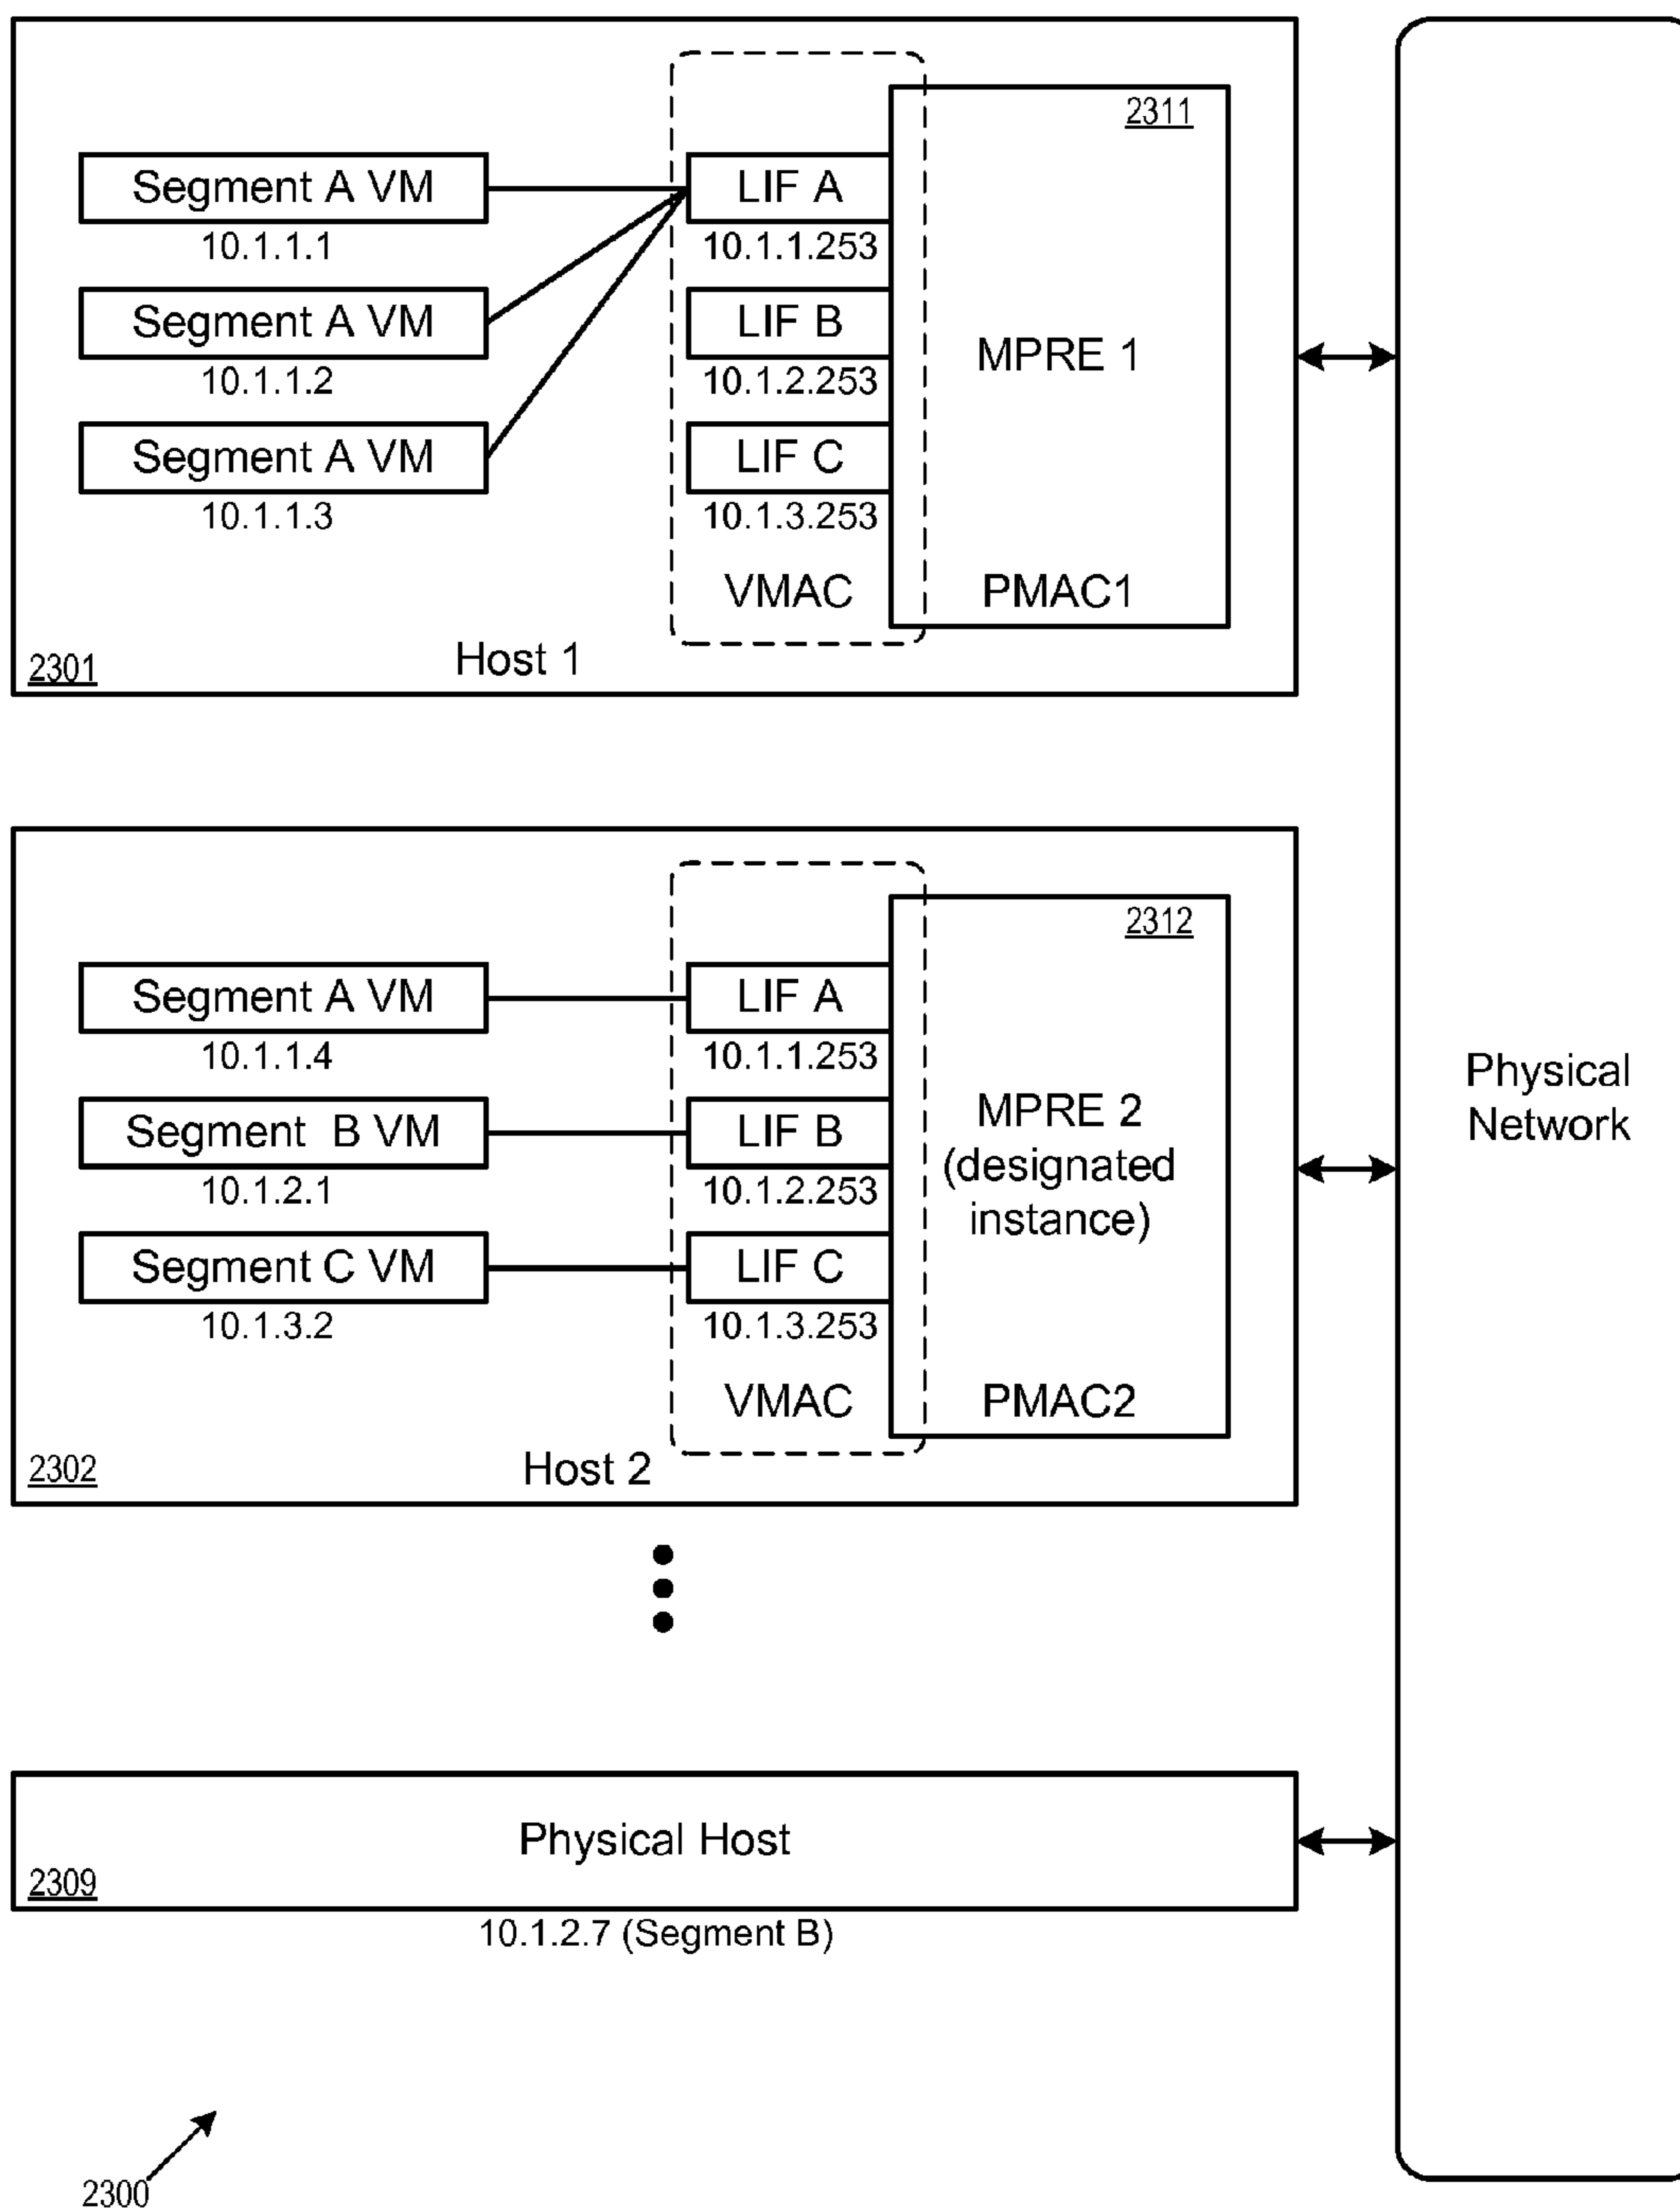 2311
Segment A VM
LIF A
10.1.1.1
10.1.1.253
Segment A VM
LIF B
MPRE 1
10.1.1.2
10.1.2.253
Segment A VM
LIF C
10.1.1.3
10.1.3.253
VMAC
PMAC1
2301
Host 1
2312
Segment A VM
LIF A
10.1.1.4
10.1.1.253
Segment B VM
LIF B
MPRE 2
(designated
instance)
10.1.2.1
10.1.2.253
Segment C VM
LIF C
10.1.3.2
10.1.3.253
VMAC
PMAC2
2302
Host 2
Physical
Network
Physical Host
2309
10.1.2.7 (Segment B)
2300